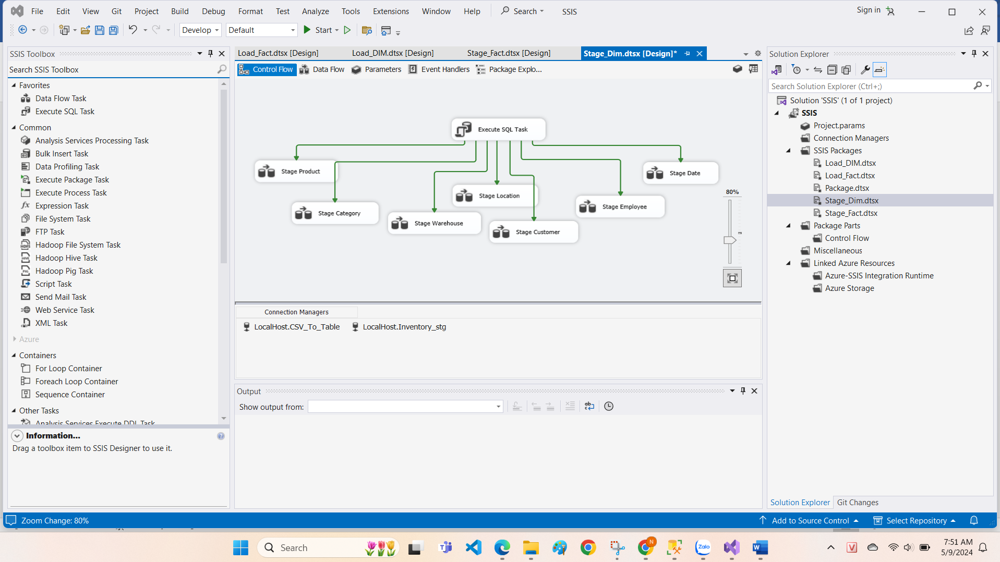 File Edit View Git Project Build Debug Format Test Analyze Tools Extensions Window Help Search SSIS Sign in
Develop Default Start
SSIS Toolbox
Search SSIS Toolbox
Favorites
Data Flow Task
Execute SQL Task
Common
Analysis Services Processing Task
Bulk Insert Task
Data Profiling Task
Execute Package Task
Execute Process Task
Expression Task
File System Task
FTP Task
Hadoop File System Task
Hadoop Hive Task
Hadoop Pig Task
Script Task
Send Mail Task
Web Service Task
XML Task
Azure
Containers
For Loop Container
Foreach Loop Container
Sequence Container
Other Tasks
Analysis Services Execute DDL Task
Information...
Drag a toolbox item to SSIS Designer to use it.
Load_Fact.dtsx [Design] Load_DIM.dtsx [Design] Stage_Fact.dtsx [Design] Stage_Dim.dtsx [Design]*
Control Flow Data Flow Parameters Event Handlers Package Explo...
Execute SQL Task
Stage Product
Stage Date
Stage Location
Stage Employee
Stage Category
Stage Warehouse
Stage Customer
80%
Connection Managers
LocalHost.CSV_To_Table LocalHost.Inventory_stg
Output
Show output from:
Solution Explorer
Search Solution Explorer (Ctrl+;)
Solution 'SSIS' (1 of 1 project)
SSIS
Project.params
Connection Managers
SSIS Packages
Load_DIM.dtsx
Load_Fact.dtsx
Package.dtsx
Stage_Dim.dtsx
Stage_Fact.dtsx
Package Parts
Control Flow
Miscellaneous
Linked Azure Resources
Azure-SSIS Integration Runtime
Azure Storage
Solution Explorer Git Changes
Zoom Change: 80% Add to Source Control Select Repository
Search Zalo N V 7:51 AM
5/9/2024